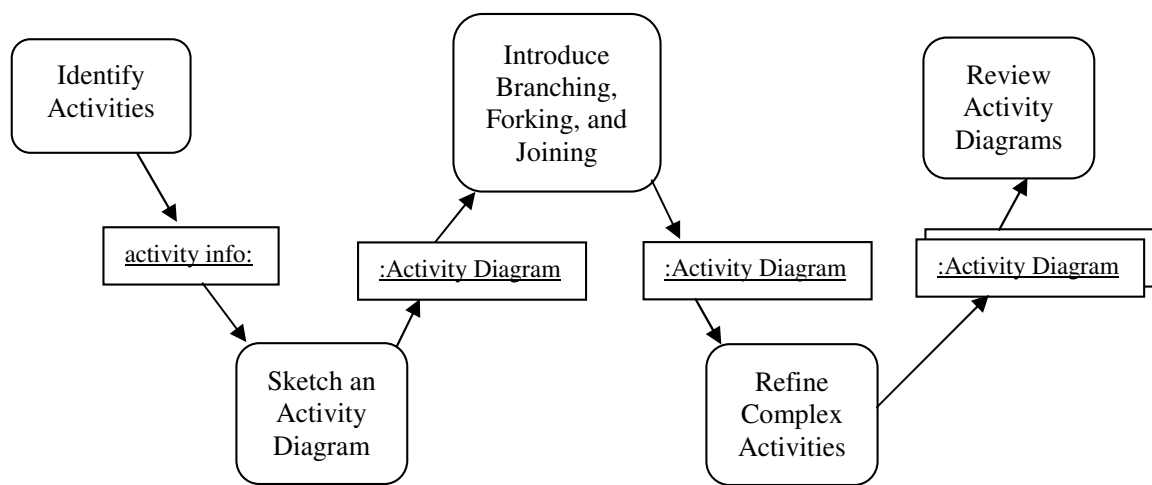 Identify
Activities
activity info:
Sketch an
Activity
Diagram
:Activity Diagram
Introduce
Branching,
Forking, and
Joining
:Activity Diagram
Refine
Complex
Activities
:Activity Diagram
Review
Activity
Diagrams